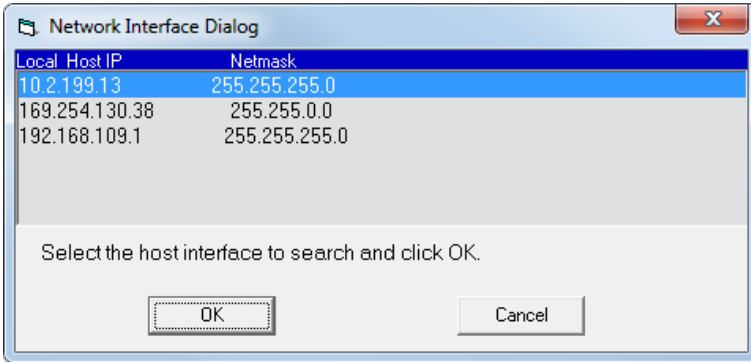 Network Interface Dialog
Local Host IP Netmask
10.2.199.13 255.255.255.0
169.254.130.38 255.255.0.0
192.168.109.1 255.255.255.0
Select the host interface to search and click OK.
OK Cancel